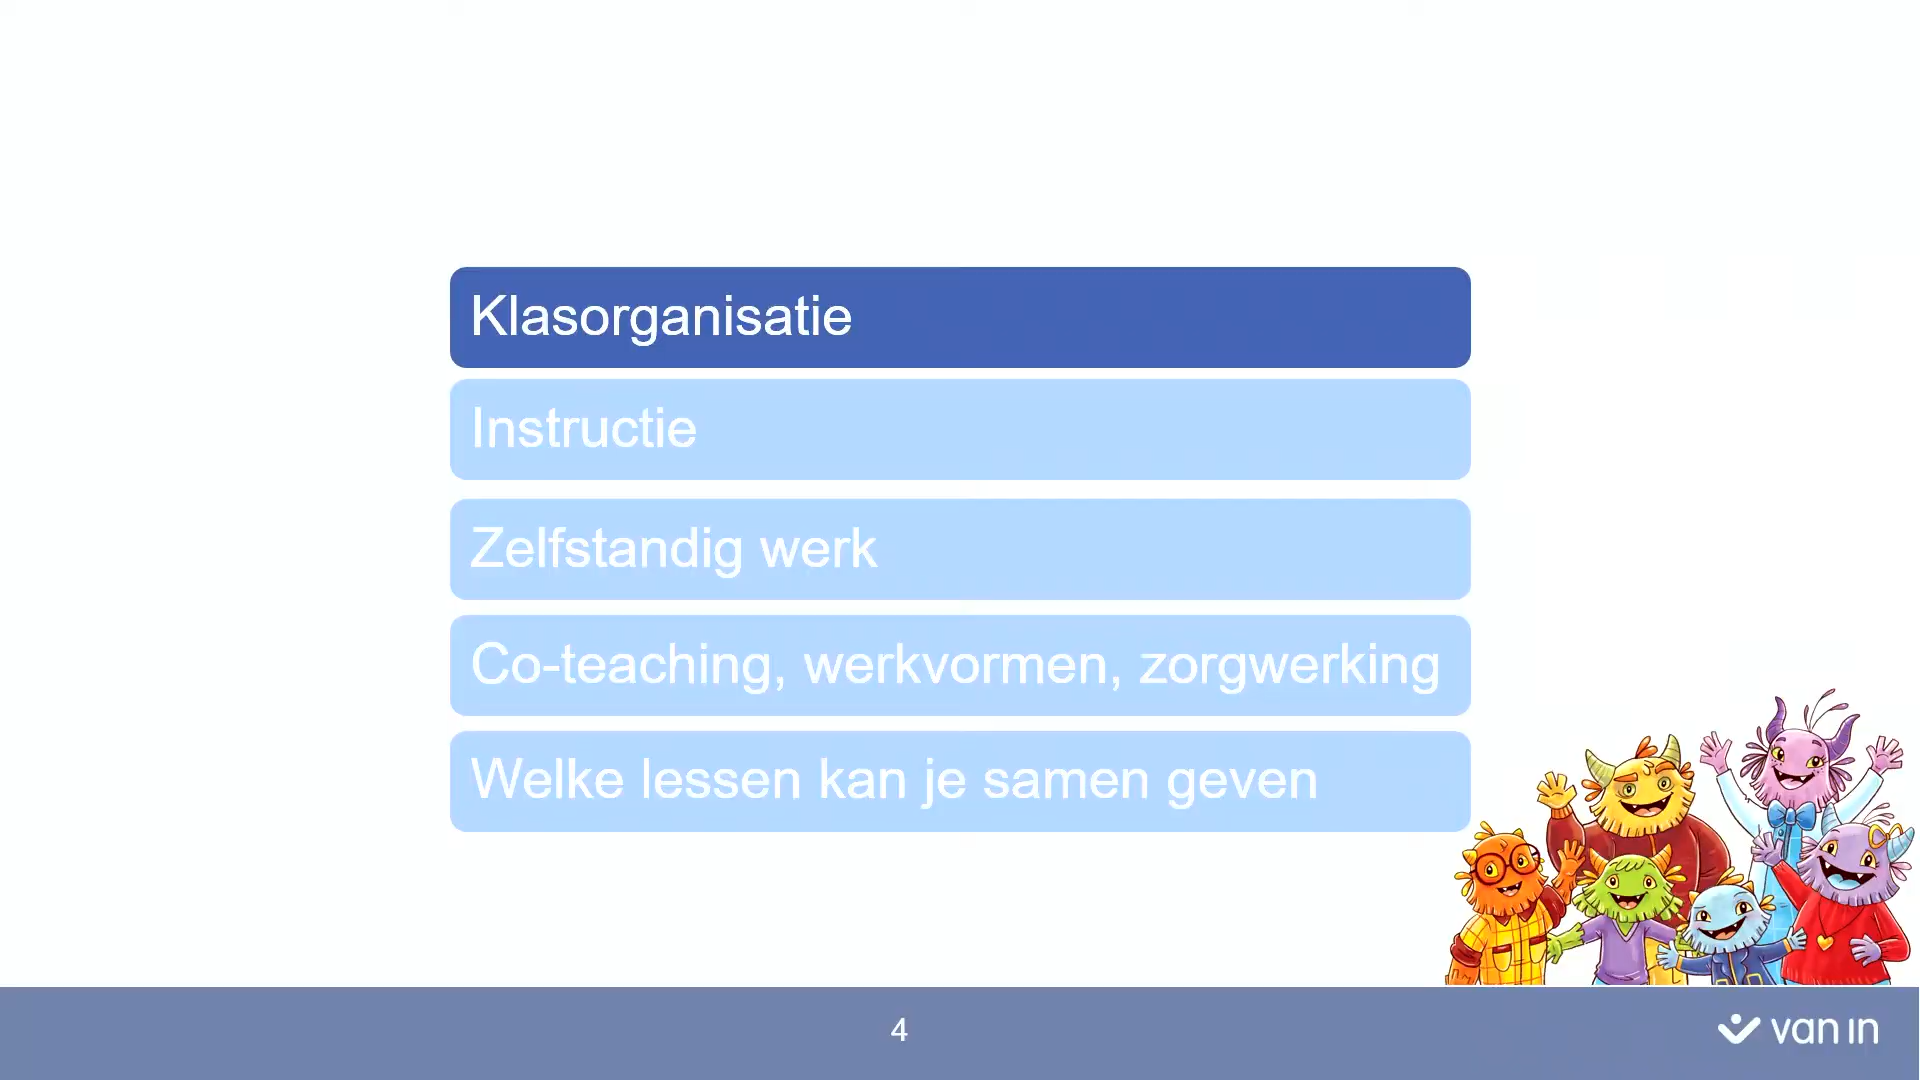 Klasorganisatie
Instructie
Zelfstandig werk
Co-teaching, werkvormen, zorgwerking
Welke lessen kan je samen geven
4
van in